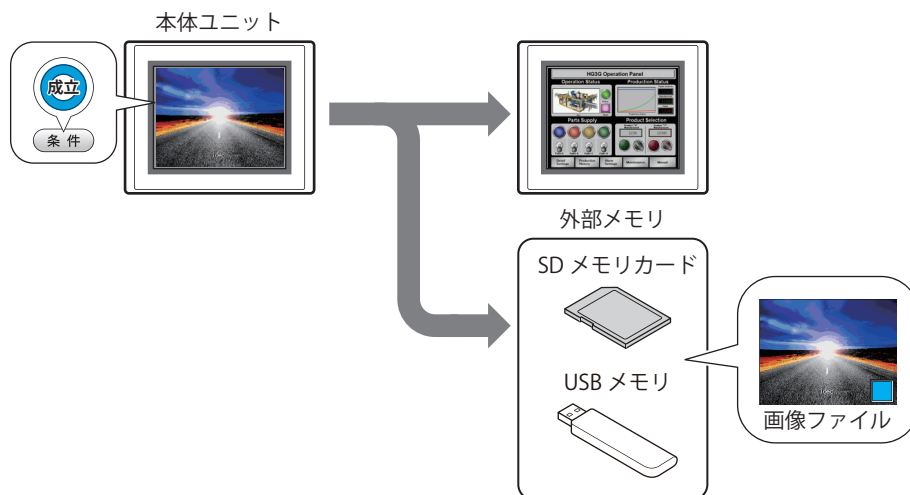 本体ユニット
成立
条 件
HG3G Operation Panel
Operation Status
Production Status
Parts Supply
Product Selection
Maintenance
Manual
外部メモリ
SD メモリカード
USB メモリ
画像ファイル